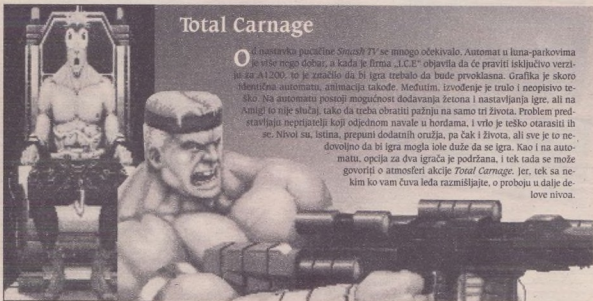 Total Carnage
Od nastavka pucačine Smash TV se mnogo očekivalo. Automat u luna-parkovima
je više nego dobar, a kada je firma „I.C.E" objavila da će praviti isključivo verzi-
ju za A1200, to je značilo da bi igra trebalo da bude prvoklasna. Grafika je skoro
identična automatu, animacija takođe. Međutim, izvođenje je trulo i neopisivo te-
ško. Na automatu postoji mogućnost dodavanja žetona i nastavljanja igre, ali na
Amigi to nije slučaj, tako da treba obratiti pažnju na samo tri života. Problem pred-
stavljaju neprijatelji koji odjednom navale u hordama, i vrlo je teško otarasiti ih
se. Nivoi su, istina, prepuni dodatnih oružja, pa čak i života, ali sve je to ne-
dovoljno da bi igra mogla iole duže da se igra. Kao i na auto-
matu, opcija za dva igrača je podržana, i tek tada se može
govoriti o atmosferi akcije Total Carnage. Jer, tek sa ne-
kim ko vam čuva leđa razmišljajte, o proboju u dalje de-
love nivoa.